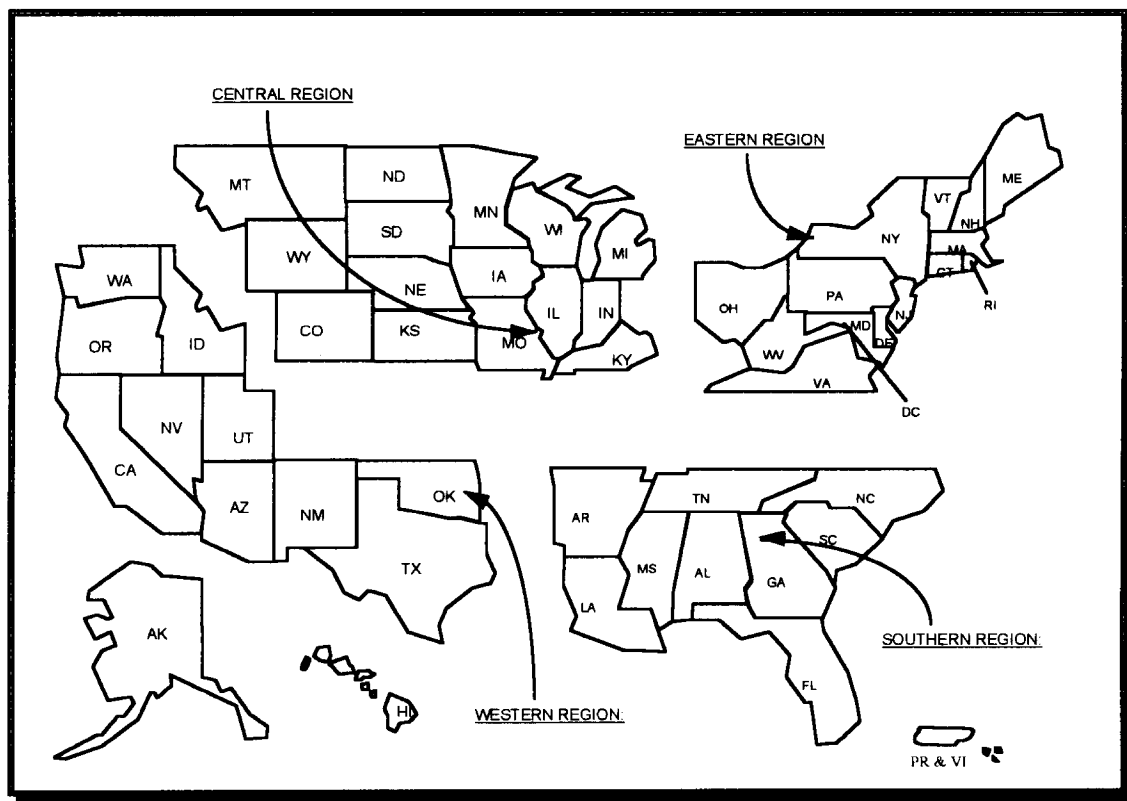 CENTRAL REGION
EASTERN REGION
MT
ND
MN
WI
MI
SD
WY
IA
NE
IL
IN
CO
KS
MO
KY
ME
VT
NH
NY
MA
CT
RI
PA
NJ
OH
MD
DE
WV
VA
DC
WA
OR
ID
NV
UT
CA
AZ
NM
OK
TX
AK
HI
WESTERN REGION:
TN
NC
AR
SC
MS
AL
GA
LA
SOUTHERN REGION:
FL
PR & VI